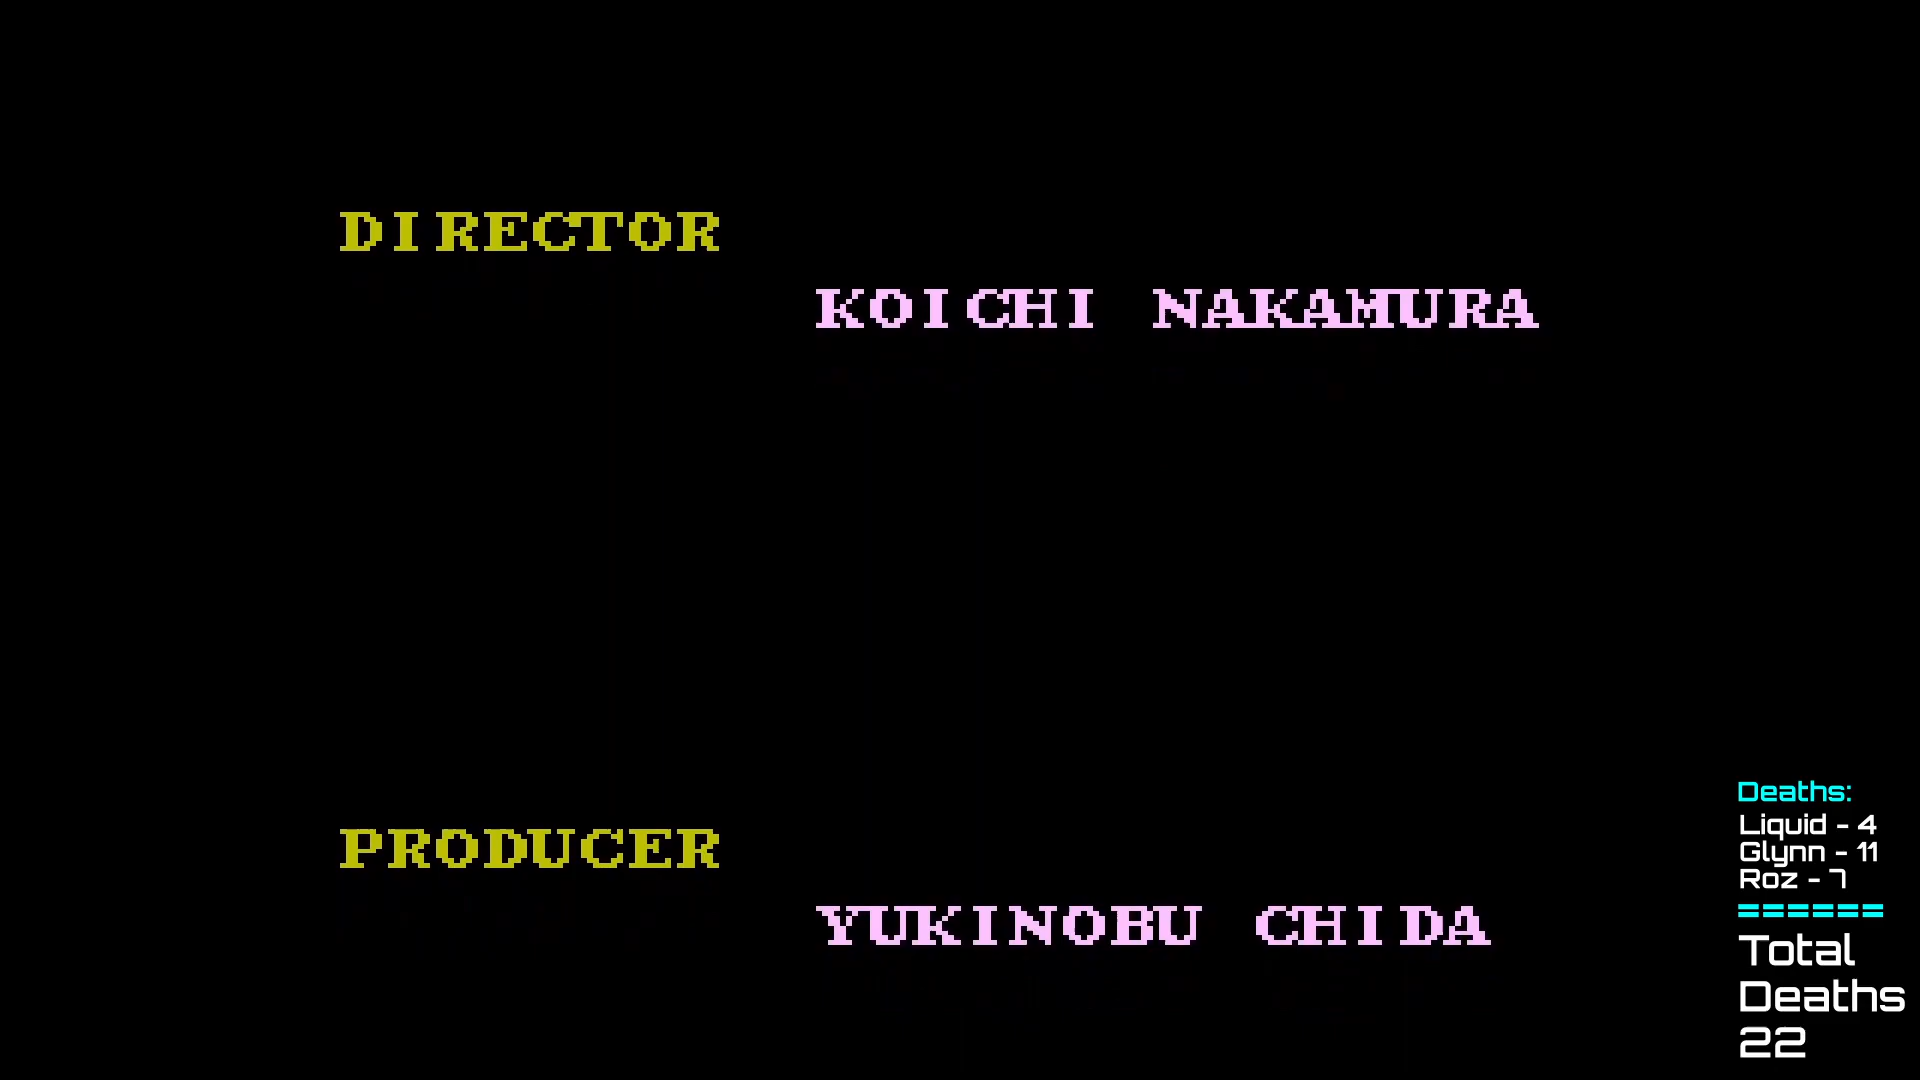 DIRECTOR
KOICHI NAKAMURA
PRODUCER
YUKINOBU CHIDA
Deaths:
Liquid - 4
Glynn - 11
Roz - 7
======
Total
Deaths
22